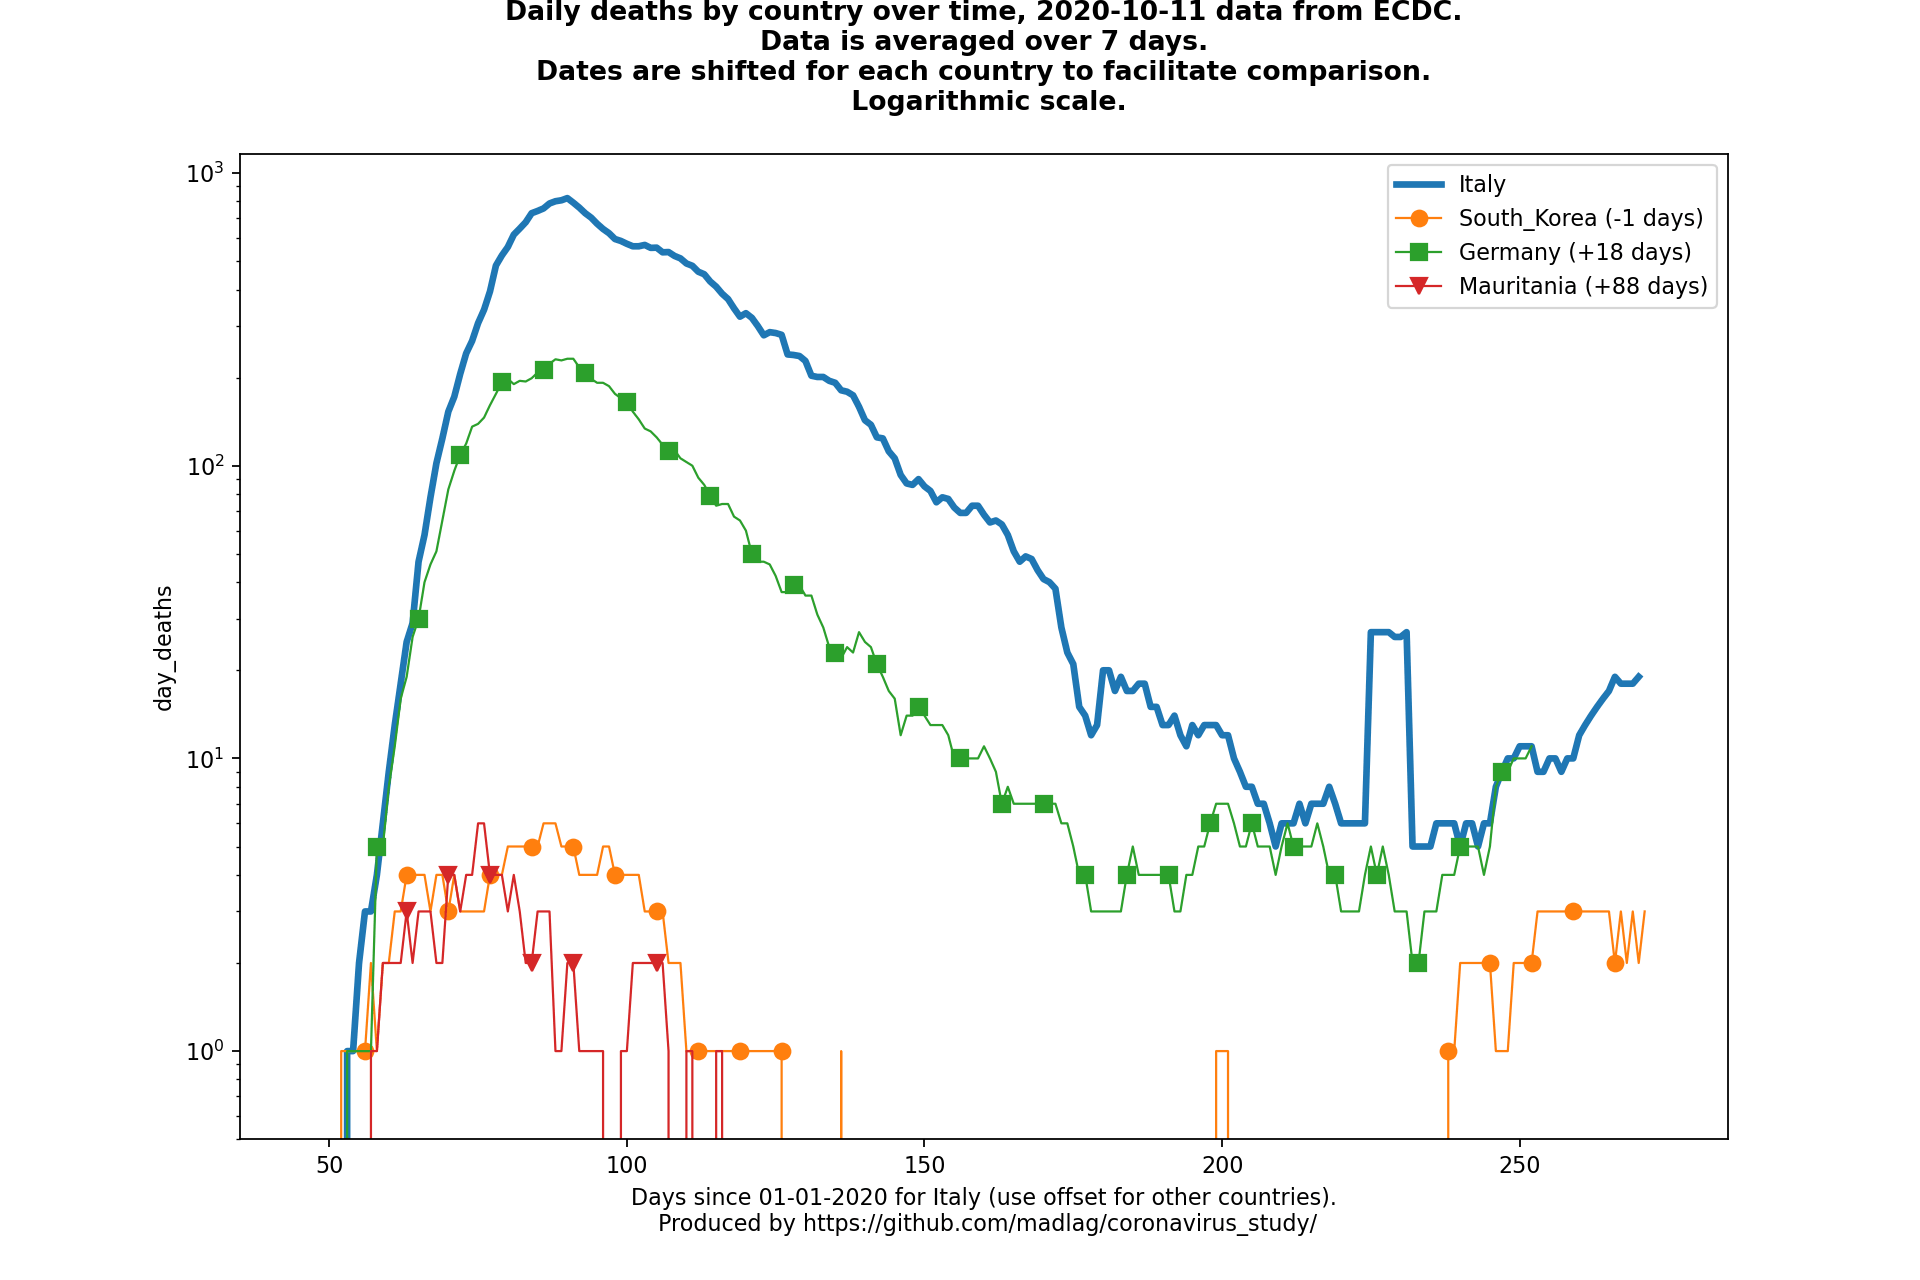 Daily deaths by country over time, 2020-10-11 data from ECDC.
Data is averaged over 7 days.
Dates are shifted for each country to facilitate comparison.
Logarithmic scale.
10³
Italy
South_Korea (-1 days)
Germany (+18 days)
Mauritania (+88 days)
10²
day_deaths
10¹
10⁰
50 100 150 200 250
Days since 01-01-2020 for Italy (use offset for other countries).
Produced by https://github.com/madlag/coronavirus_study/